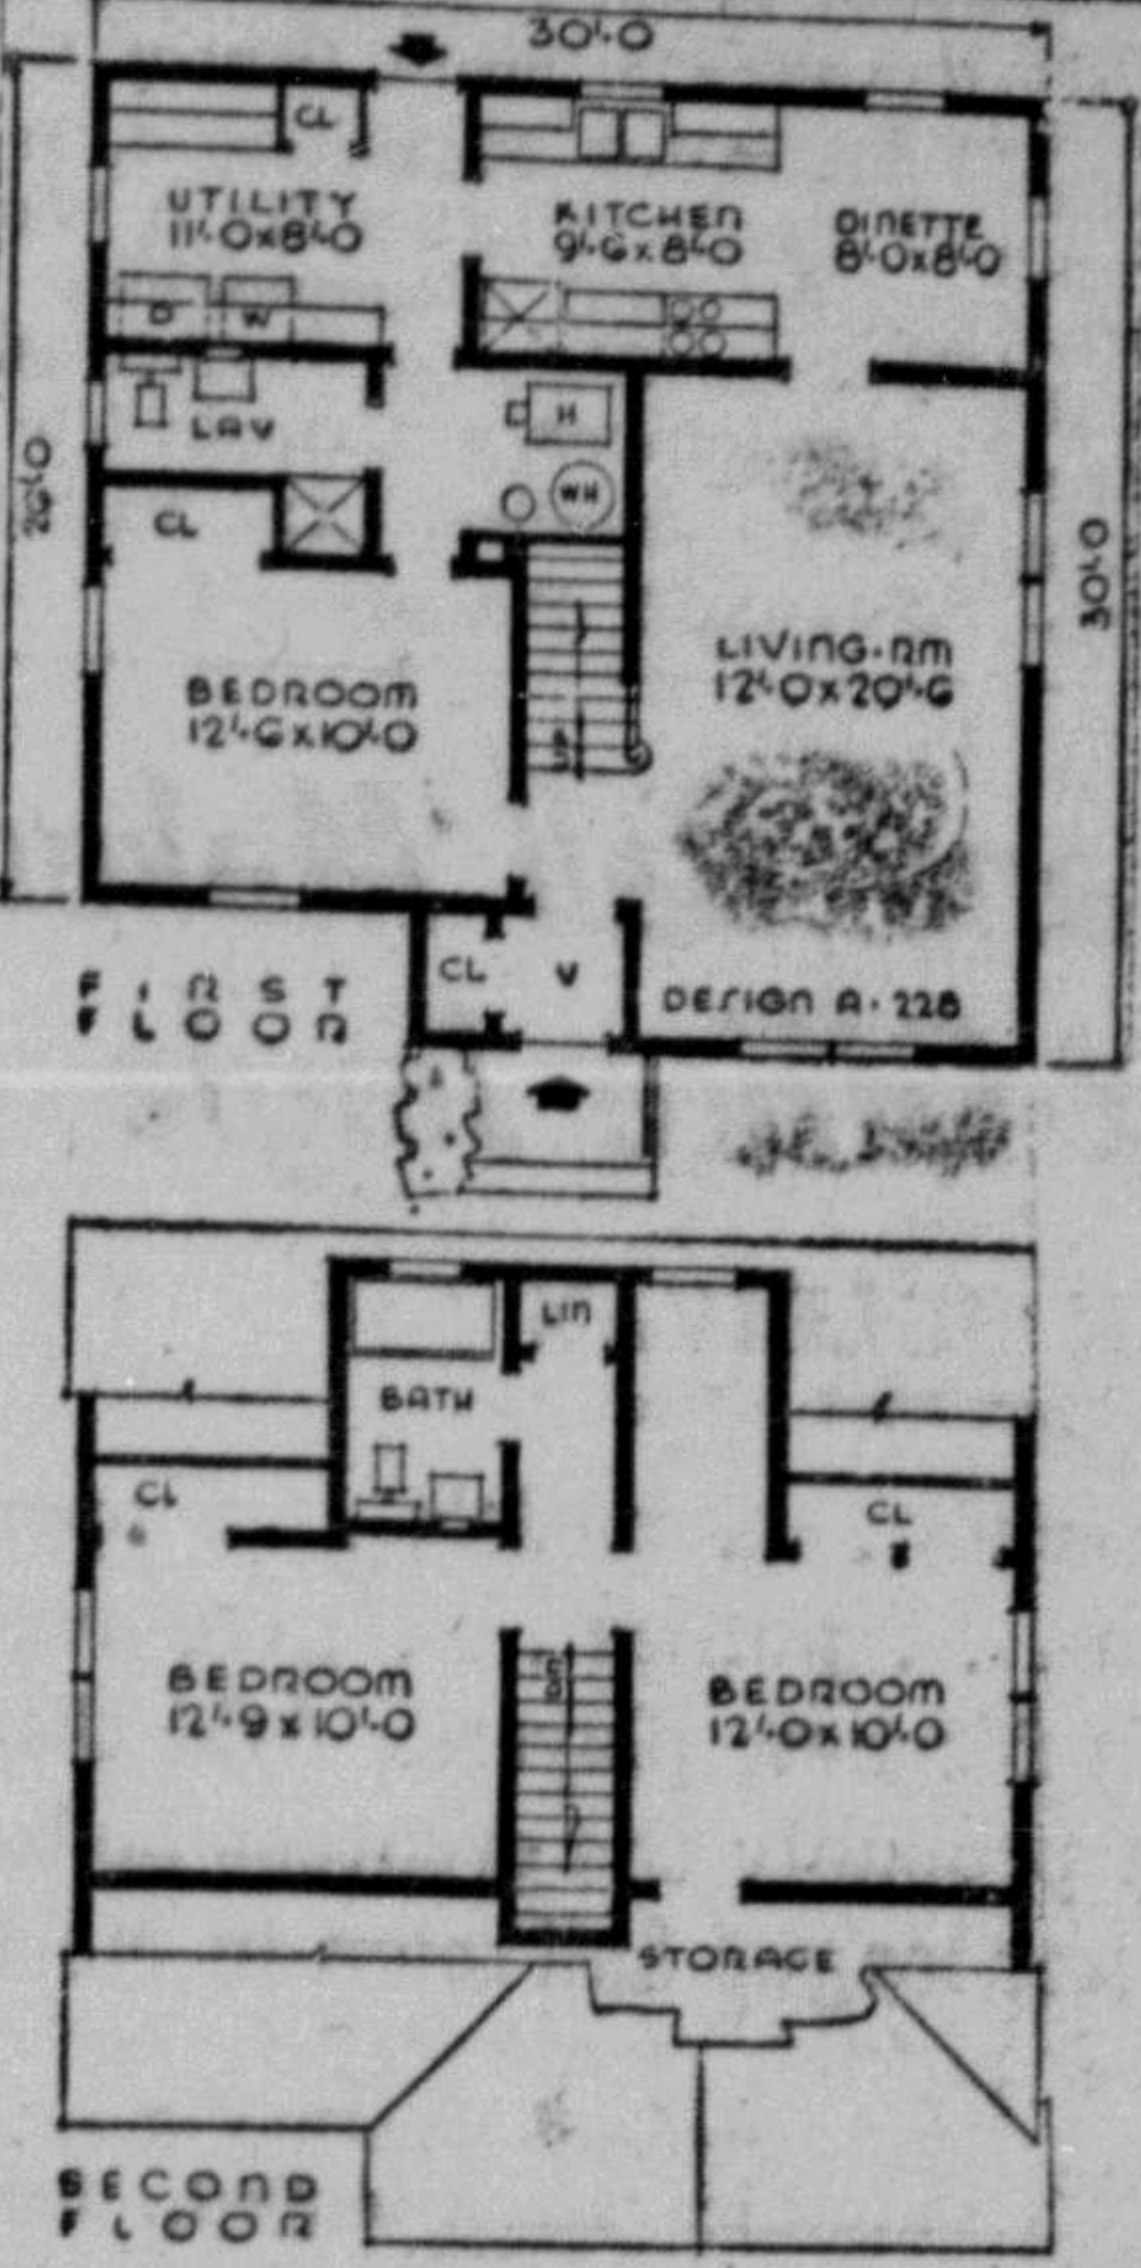 30'-0
CL
UTILITY
11'-0x8'-0
KITCHEN
9'-6x8'-0
DINETTE
8'-0x8'-0
D
W
LAV
H
WH
CL
26'-0
30'-0
LIVING-RM
12'-0x20'-6
BEDROOM
12'-6x10'-0
UP
CL
V
DESIGN A-228
FIRST
FLOOR
LIN
BATH
CL
CL
BEDROOM
12'-9x10'-0
BEDROOM
12'-0x10'-0
STORAGE
SECOND
FLOOR